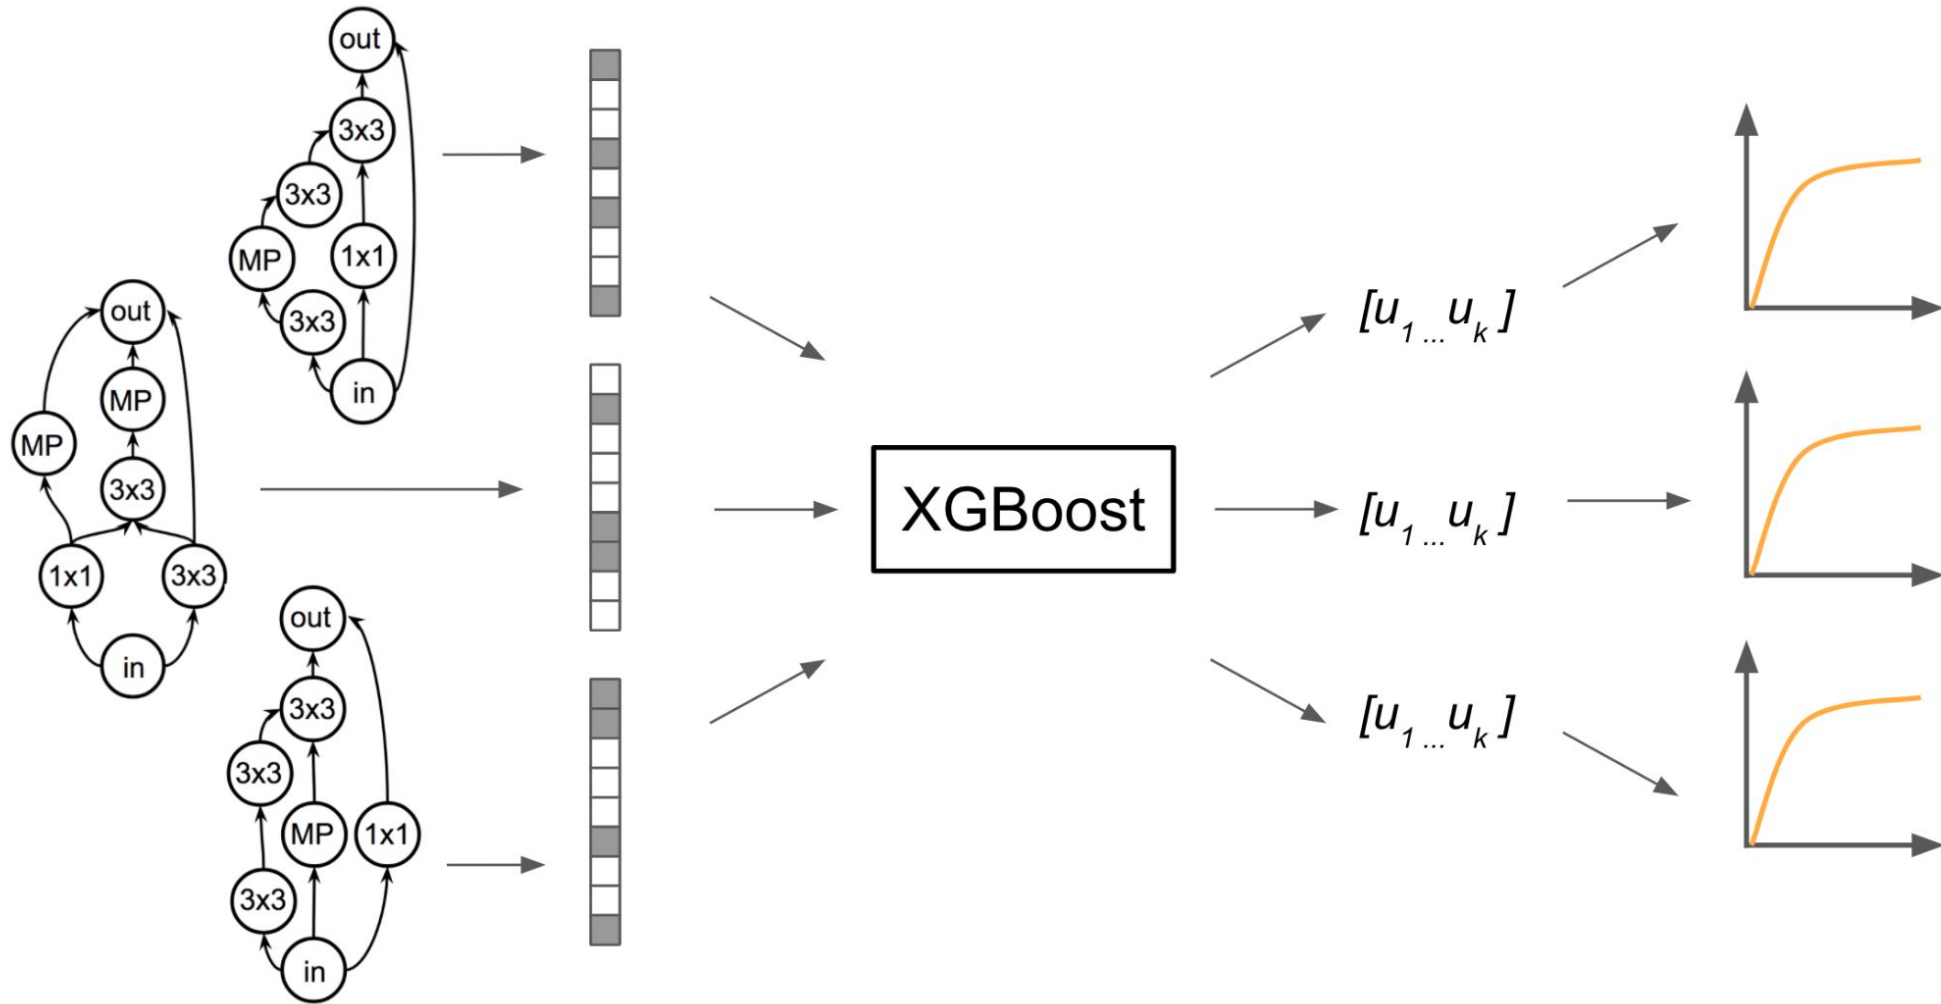 out
3x3
3x3
MP
1x1
3x3
in
out
MP
MP
3x3
1x1
3x3
in
out
3x3
3x3
MP
1x1
3x3
in
XGBoost
[u1 ... uk]
[u1 ... uk]
[u1 ... uk]